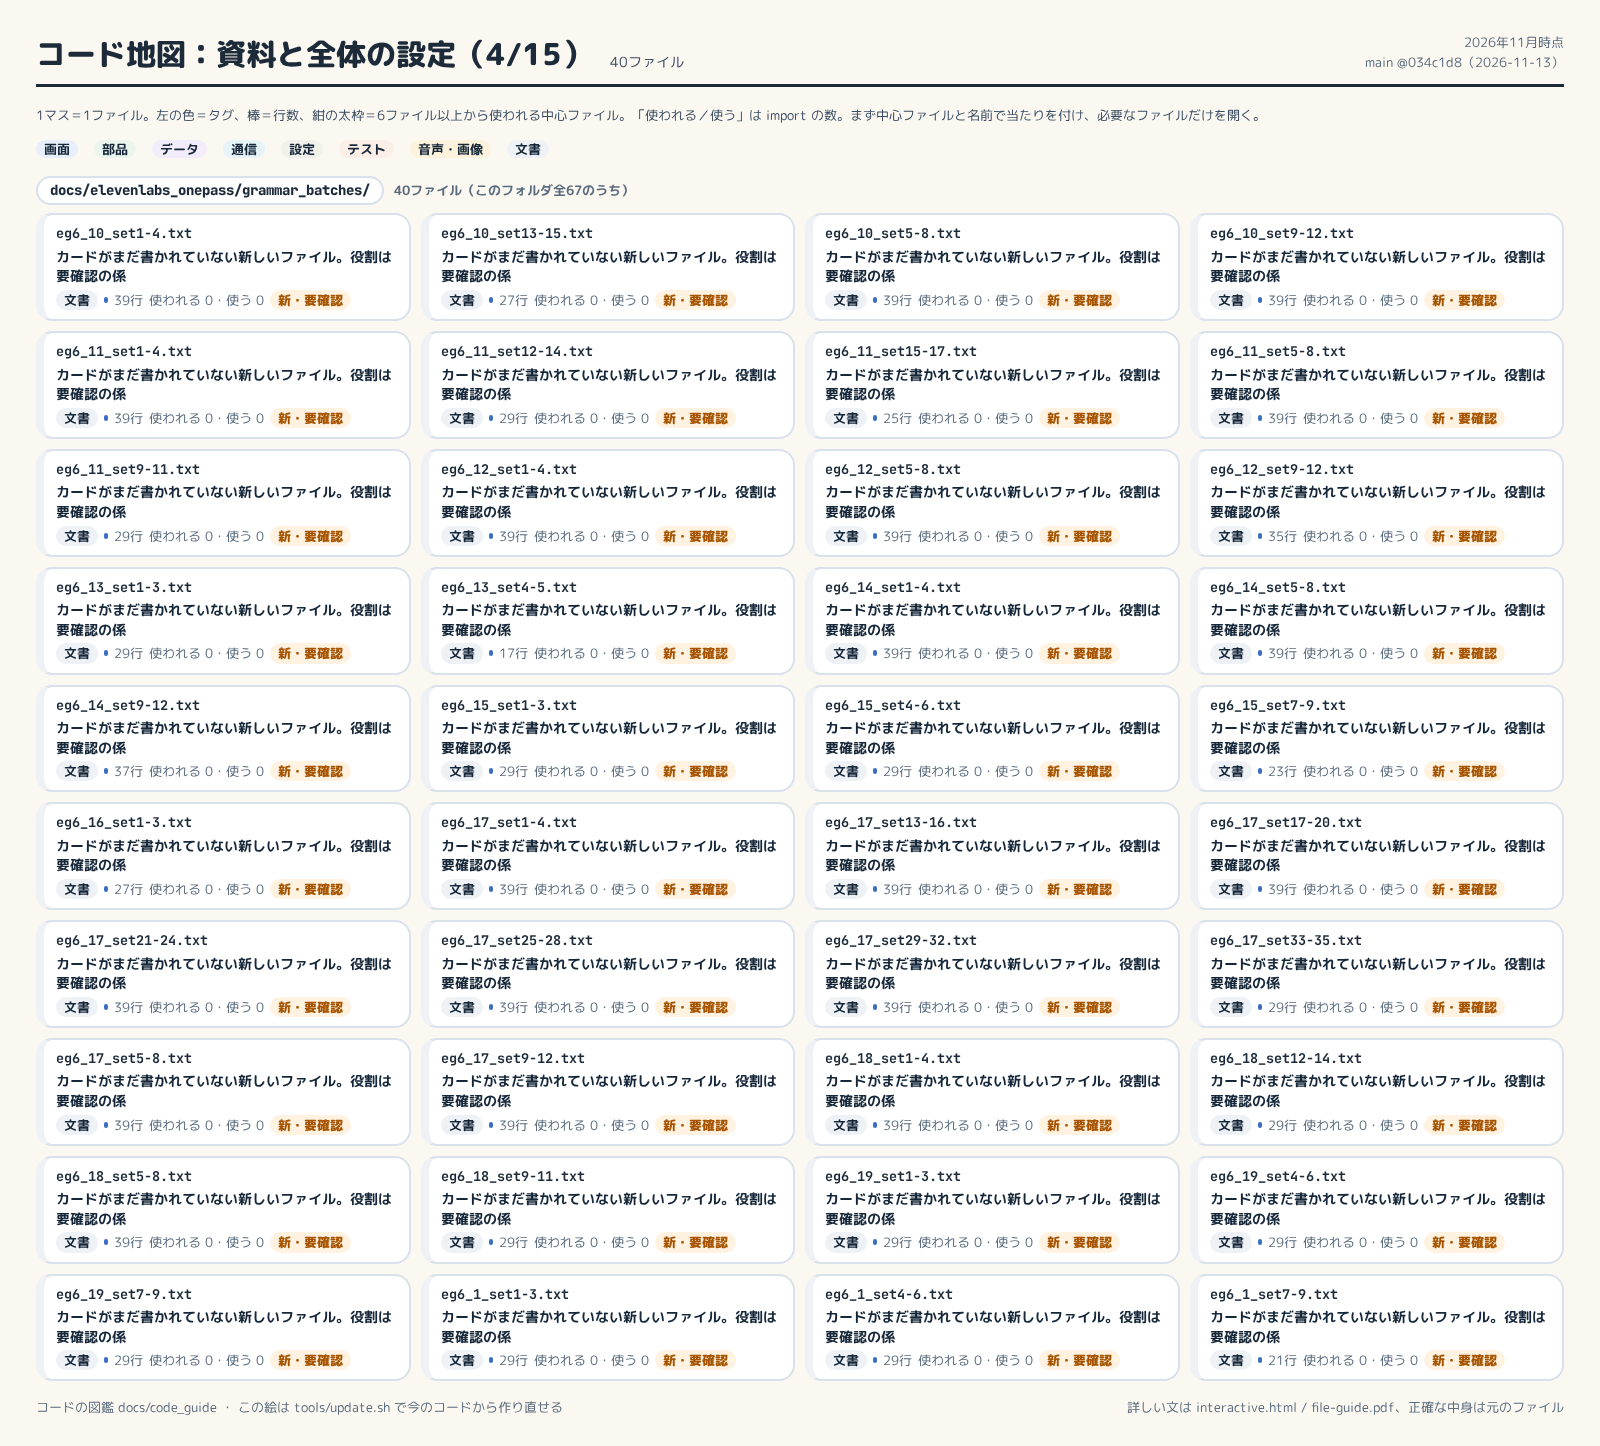 コード地図：資料と全体の設定（4/15） 40ファイル
2026年11月時点
main @034c1d8（2026-11-13）
1マス＝1ファイル。左の色＝タグ、棒＝行数、紺の太枠＝6ファイル以上から使われる中心ファイル。「使われる／使う」は import の数。まず中心ファイルと名前で当たりを付け、必要なファイルだけを開く。
画面 部品 データ 通信 設定 テスト 音声・画像 文書
docs/elevenlabs_onepass/grammar_batches/ 40ファイル（このフォルダ全67のうち）
eg6_10_set1-4.txt
カードがまだ書かれていない新しいファイル。役割は
要確認の係
文書 39行 使われる 0 · 使う 0 新・要確認
eg6_10_set13-15.txt
カードがまだ書かれていない新しいファイル。役割は
要確認の係
文書 27行 使われる 0 · 使う 0 新・要確認
eg6_10_set5-8.txt
カードがまだ書かれていない新しいファイル。役割は
要確認の係
文書 39行 使われる 0 · 使う 0 新・要確認
eg6_10_set9-12.txt
カードがまだ書かれていない新しいファイル。役割は
要確認の係
文書 39行 使われる 0 · 使う 0 新・要確認
eg6_11_set1-4.txt
カードがまだ書かれていない新しいファイル。役割は
要確認の係
文書 39行 使われる 0 · 使う 0 新・要確認
eg6_11_set12-14.txt
カードがまだ書かれていない新しいファイル。役割は
要確認の係
文書 29行 使われる 0 · 使う 0 新・要確認
eg6_11_set15-17.txt
カードがまだ書かれていない新しいファイル。役割は
要確認の係
文書 25行 使われる 0 · 使う 0 新・要確認
eg6_11_set5-8.txt
カードがまだ書かれていない新しいファイル。役割は
要確認の係
文書 39行 使われる 0 · 使う 0 新・要確認
eg6_11_set9-11.txt
カードがまだ書かれていない新しいファイル。役割は
要確認の係
文書 29行 使われる 0 · 使う 0 新・要確認
eg6_12_set1-4.txt
カードがまだ書かれていない新しいファイル。役割は
要確認の係
文書 39行 使われる 0 · 使う 0 新・要確認
eg6_12_set5-8.txt
カードがまだ書かれていない新しいファイル。役割は
要確認の係
文書 39行 使われる 0 · 使う 0 新・要確認
eg6_12_set9-12.txt
カードがまだ書かれていない新しいファイル。役割は
要確認の係
文書 35行 使われる 0 · 使う 0 新・要確認
eg6_13_set1-3.txt
カードがまだ書かれていない新しいファイル。役割は
要確認の係
文書 29行 使われる 0 · 使う 0 新・要確認
eg6_13_set4-5.txt
カードがまだ書かれていない新しいファイル。役割は
要確認の係
文書 17行 使われる 0 · 使う 0 新・要確認
eg6_14_set1-4.txt
カードがまだ書かれていない新しいファイル。役割は
要確認の係
文書 39行 使われる 0 · 使う 0 新・要確認
eg6_14_set5-8.txt
カードがまだ書かれていない新しいファイル。役割は
要確認の係
文書 39行 使われる 0 · 使う 0 新・要確認
eg6_14_set9-12.txt
カードがまだ書かれていない新しいファイル。役割は
要確認の係
文書 37行 使われる 0 · 使う 0 新・要確認
eg6_15_set1-3.txt
カードがまだ書かれていない新しいファイル。役割は
要確認の係
文書 29行 使われる 0 · 使う 0 新・要確認
eg6_15_set4-6.txt
カードがまだ書かれていない新しいファイル。役割は
要確認の係
文書 29行 使われる 0 · 使う 0 新・要確認
eg6_15_set7-9.txt
カードがまだ書かれていない新しいファイル。役割は
要確認の係
文書 23行 使われる 0 · 使う 0 新・要確認
eg6_16_set1-3.txt
カードがまだ書かれていない新しいファイル。役割は
要確認の係
文書 27行 使われる 0 · 使う 0 新・要確認
eg6_17_set1-4.txt
カードがまだ書かれていない新しいファイル。役割は
要確認の係
文書 39行 使われる 0 · 使う 0 新・要確認
eg6_17_set13-16.txt
カードがまだ書かれていない新しいファイル。役割は
要確認の係
文書 39行 使われる 0 · 使う 0 新・要確認
eg6_17_set17-20.txt
カードがまだ書かれていない新しいファイル。役割は
要確認の係
文書 39行 使われる 0 · 使う 0 新・要確認
eg6_17_set21-24.txt
カードがまだ書かれていない新しいファイル。役割は
要確認の係
文書 39行 使われる 0 · 使う 0 新・要確認
eg6_17_set25-28.txt
カードがまだ書かれていない新しいファイル。役割は
要確認の係
文書 39行 使われる 0 · 使う 0 新・要確認
eg6_17_set29-32.txt
カードがまだ書かれていない新しいファイル。役割は
要確認の係
文書 39行 使われる 0 · 使う 0 新・要確認
eg6_17_set33-35.txt
カードがまだ書かれていない新しいファイル。役割は
要確認の係
文書 29行 使われる 0 · 使う 0 新・要確認
eg6_17_set5-8.txt
カードがまだ書かれていない新しいファイル。役割は
要確認の係
文書 39行 使われる 0 · 使う 0 新・要確認
eg6_17_set9-12.txt
カードがまだ書かれていない新しいファイル。役割は
要確認の係
文書 39行 使われる 0 · 使う 0 新・要確認
eg6_18_set1-4.txt
カードがまだ書かれていない新しいファイル。役割は
要確認の係
文書 39行 使われる 0 · 使う 0 新・要確認
eg6_18_set12-14.txt
カードがまだ書かれていない新しいファイル。役割は
要確認の係
文書 29行 使われる 0 · 使う 0 新・要確認
eg6_18_set5-8.txt
カードがまだ書かれていない新しいファイル。役割は
要確認の係
文書 39行 使われる 0 · 使う 0 新・要確認
eg6_18_set9-11.txt
カードがまだ書かれていない新しいファイル。役割は
要確認の係
文書 29行 使われる 0 · 使う 0 新・要確認
eg6_19_set1-3.txt
カードがまだ書かれていない新しいファイル。役割は
要確認の係
文書 29行 使われる 0 · 使う 0 新・要確認
eg6_19_set4-6.txt
カードがまだ書かれていない新しいファイル。役割は
要確認の係
文書 29行 使われる 0 · 使う 0 新・要確認
eg6_19_set7-9.txt
カードがまだ書かれていない新しいファイル。役割は
要確認の係
文書 29行 使われる 0 · 使う 0 新・要確認
eg6_1_set1-3.txt
カードがまだ書かれていない新しいファイル。役割は
要確認の係
文書 29行 使われる 0 · 使う 0 新・要確認
eg6_1_set4-6.txt
カードがまだ書かれていない新しいファイル。役割は
要確認の係
文書 29行 使われる 0 · 使う 0 新・要確認
eg6_1_set7-9.txt
カードがまだ書かれていない新しいファイル。役割は
要確認の係
文書 21行 使われる 0 · 使う 0 新・要確認
コードの図鑑 docs/code_guide · この絵は tools/update.sh で今のコードから作り直せる
詳しい文は interactive.html / file-guide.pdf、正確な中身は元のファイル